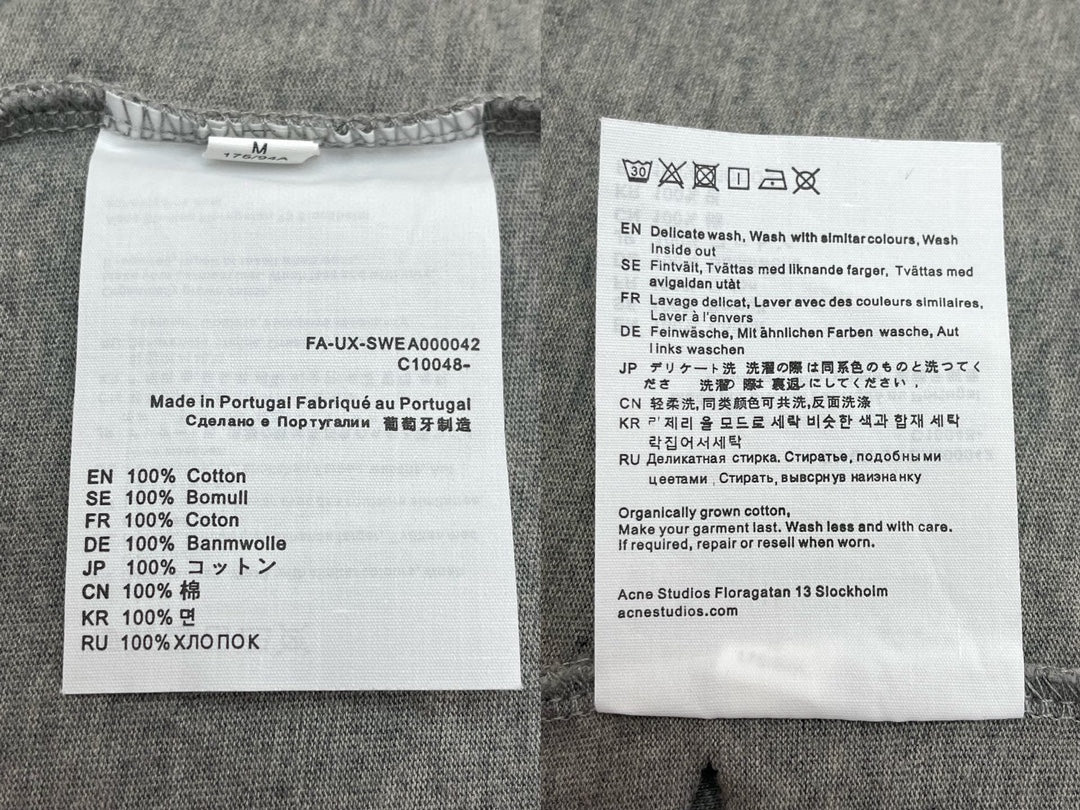 M
175/94A
FA-UX-SWEA000042
C10048-
Made in Portugal Fabriqué au Portugal
Сделано в Португалии 葡萄牙制造
EN 100% Cotton
SE 100% Bomull
FR 100% Coton
DE 100% Banmwolle
JP 100% コットン
CN 100% 棉
KR 100% 면
RU 100% ХЛОПОК
30
EN Delicate wash, Wash with simitar colours, Wash
Inside out
SE Fintvält, Tvättas med liknande farger, Tvättas med
avigaldan utàt
FR Lavage delicat, Laver avec des couleurs similaires,
Laver à l'envers
DE Feinwäsche, Mit ähnlichen Farben wasche, Aut
links waschen
JP デリケート洗 洗濯の際は同系色のものと洗つてく
ださ 洗濯の際は裏返しにしてください.
CN 轻柔洗,同类颜色可共洗,反面洗涤
KR 제리 을 모드로 세탁 비슷한 색과 합재 세탁
락집어서세탁
RU Деликатная стирка. Стиратье, подобными
цветами, Стирать, вывсрнув наизнанку
Organically grown cotton,
Make your garment last. Wash less and with care.
If required, repair or resell when worn.
Acne Studios Floragatan 13 Slockholm
acnestudios.com